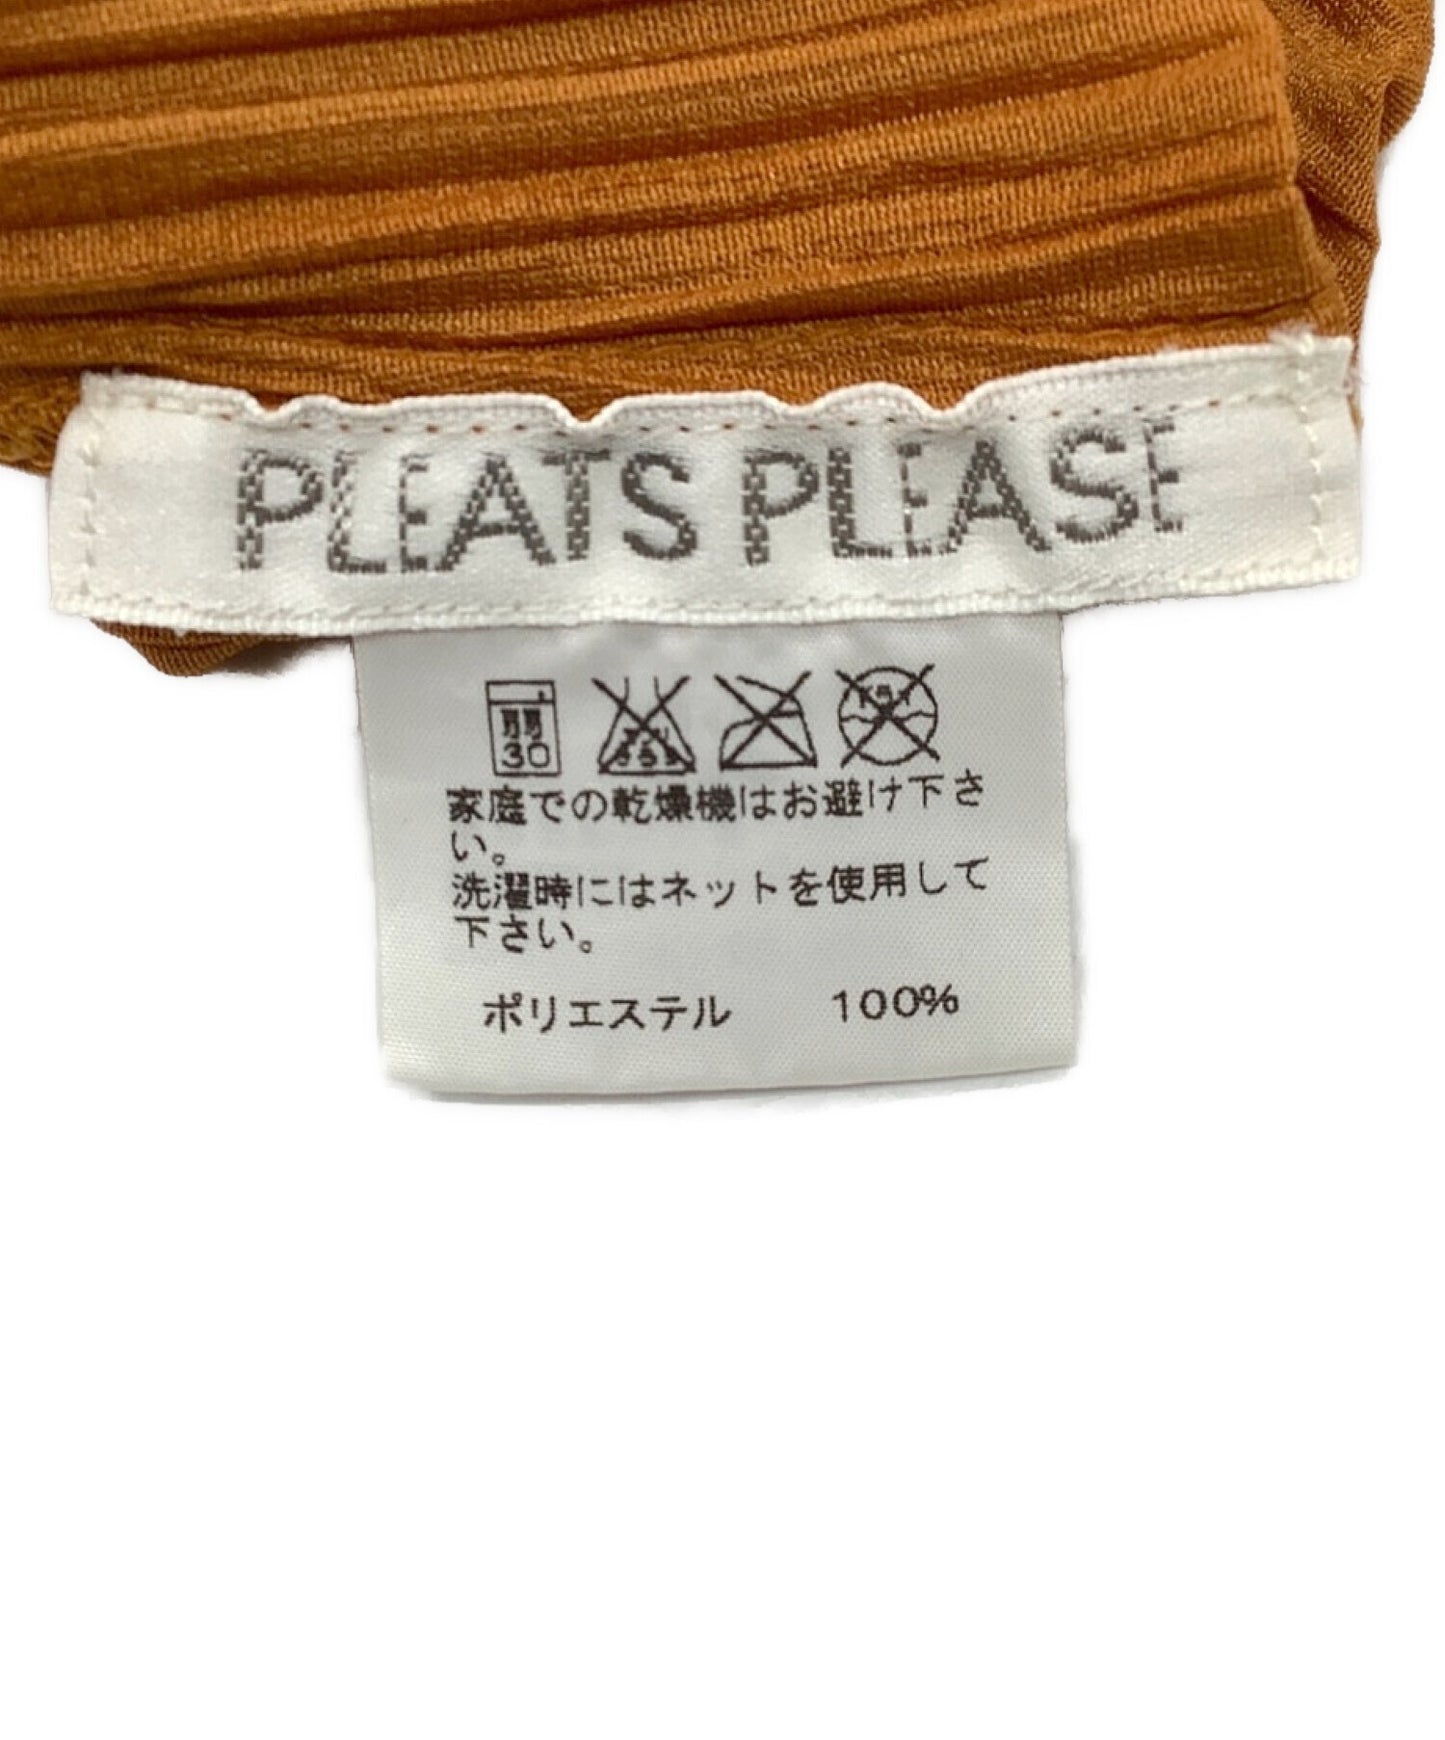 PLEATS PLEASE
弱
30
家庭での乾燥機はお避け下さ
い。
洗濯時にはネットを使用して
下さい。
ポリエステル 100%